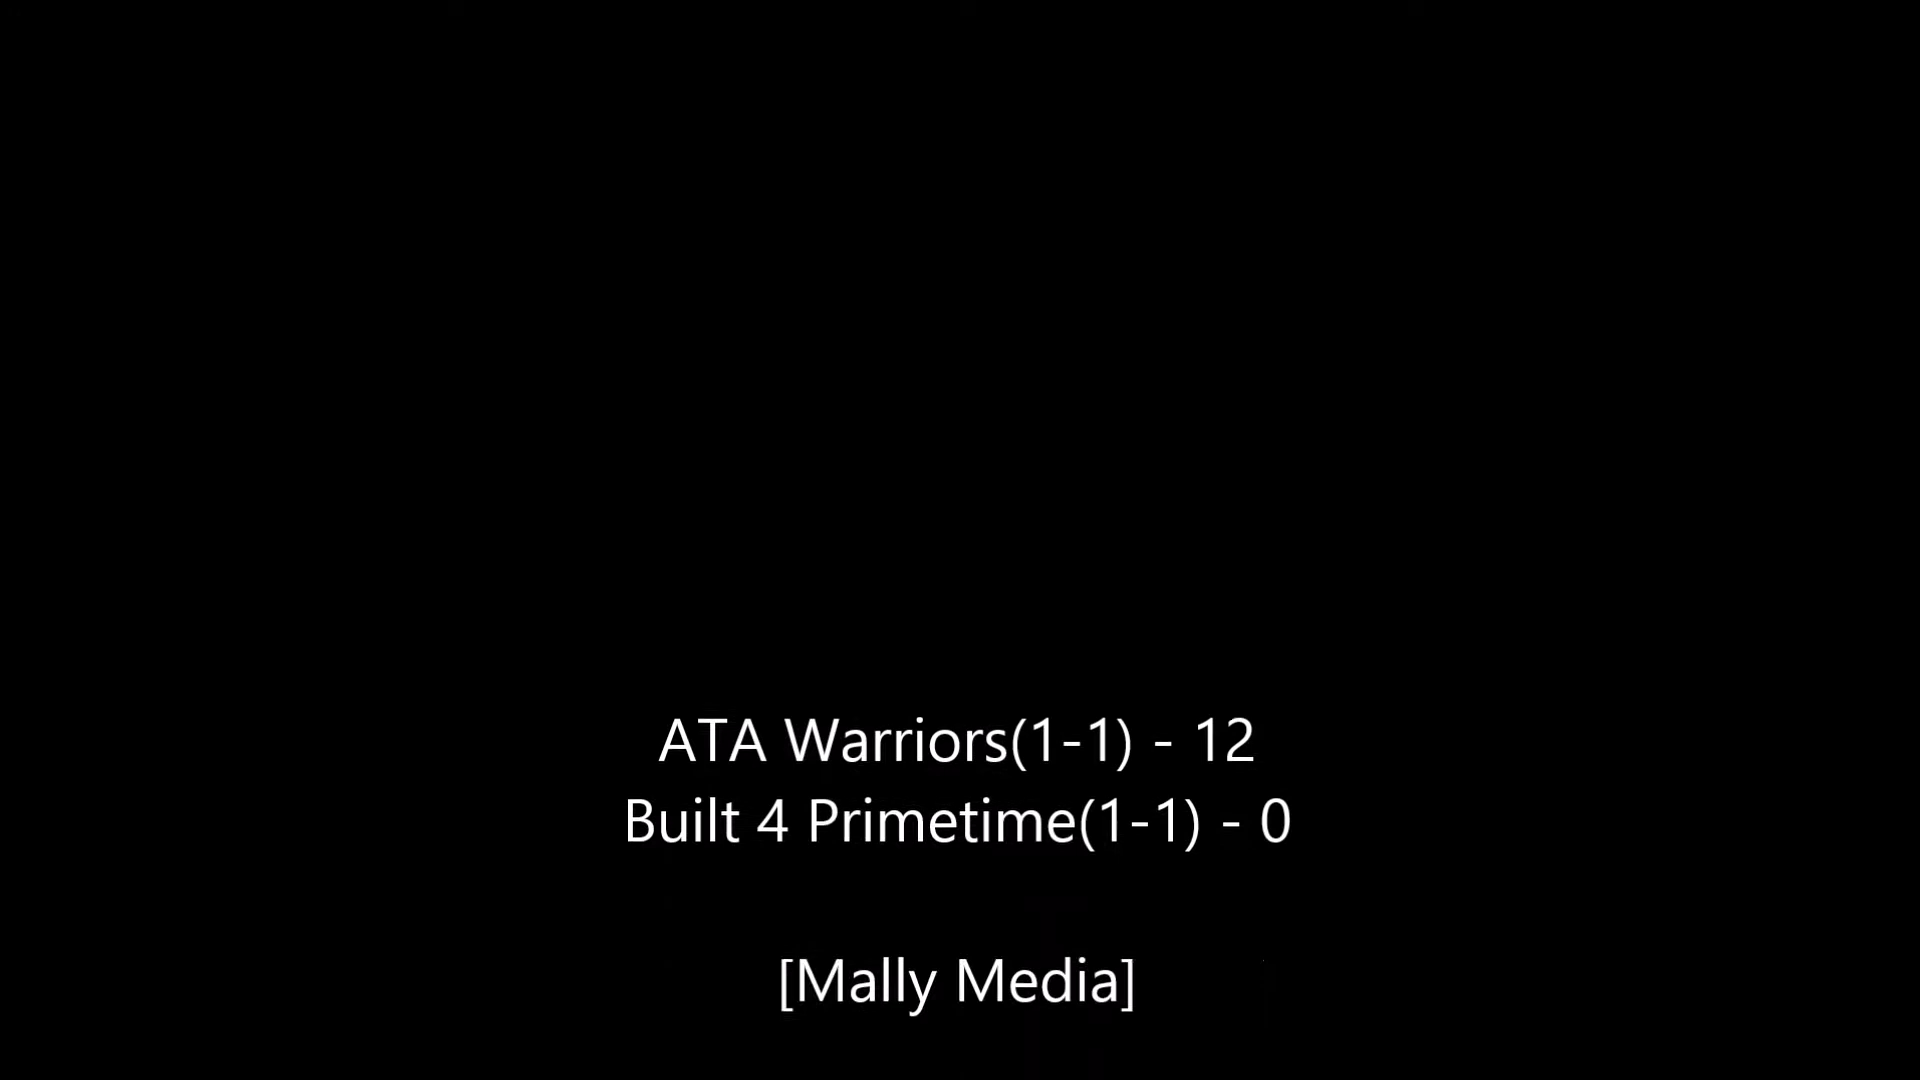 ATA Warriors(1-1) - 12
Built 4 Primetime(1-1) - 0
[Mally Media]